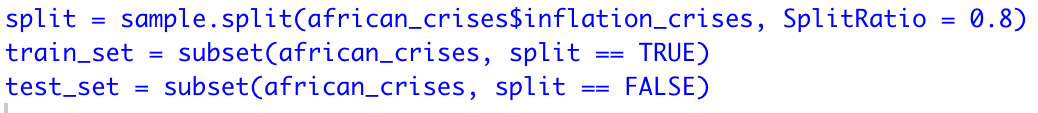 split = sample.split(african_crises$inflation_crises, SplitRatio = 0.8)
train_set = subset(african_crises, split == TRUE)
test_set = subset(african_crises, split == FALSE)